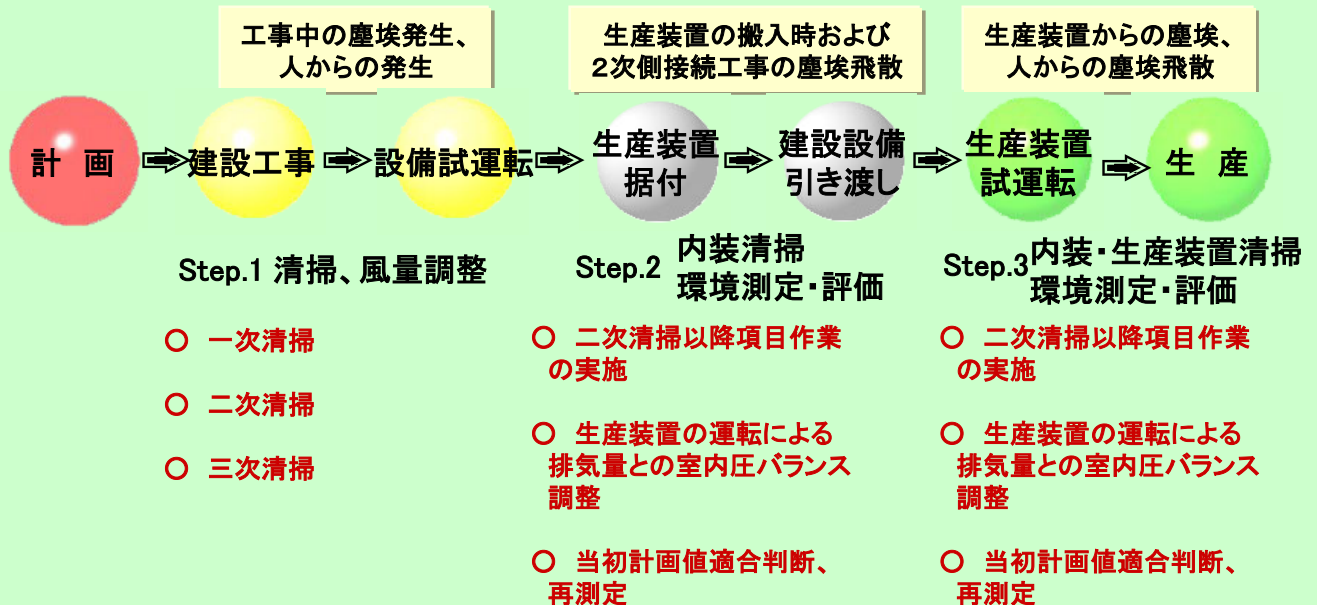 工事中の塵埃発生、
人からの発生
生産装置の搬入時および
２次側接続工事の塵埃飛散
生産装置からの塵埃、
人からの塵埃飛散
計　画
建設工事
設備試運転
生産装置
据付
建設設備
引き渡し
生産装置
試運転
生　産
Step.1 清掃、風量調整
○　一次清掃
○　二次清掃
○　三次清掃
Step.2
内装清掃
環境測定・評価
○　二次清掃以降項目作業
の実施
○　生産装置の運転による
排気量との室内圧バランス
調整
○　当初計画値適合判断、
再測定
Step.3
内装・生産装置清掃
環境測定・評価
○　二次清掃以降項目作業
の実施
○　生産装置の運転による
排気量との室内圧バランス
調整
○　当初計画値適合判断、
再測定